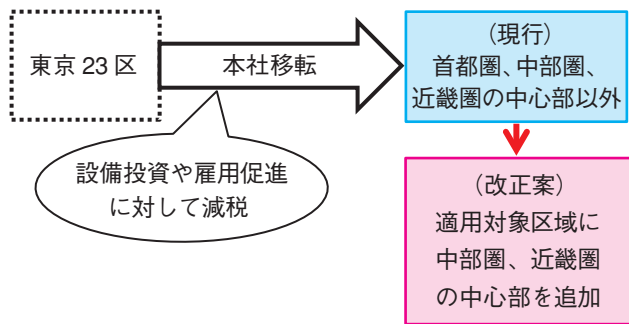 東京 23 区
本社移転
設備投資や雇用促進
に対して減税
（現行）
首都圏、中部圏、
近畿圏の中心部以外
（改正案）
適用対象区域に
中部圏、近畿圏
の中心部を追加